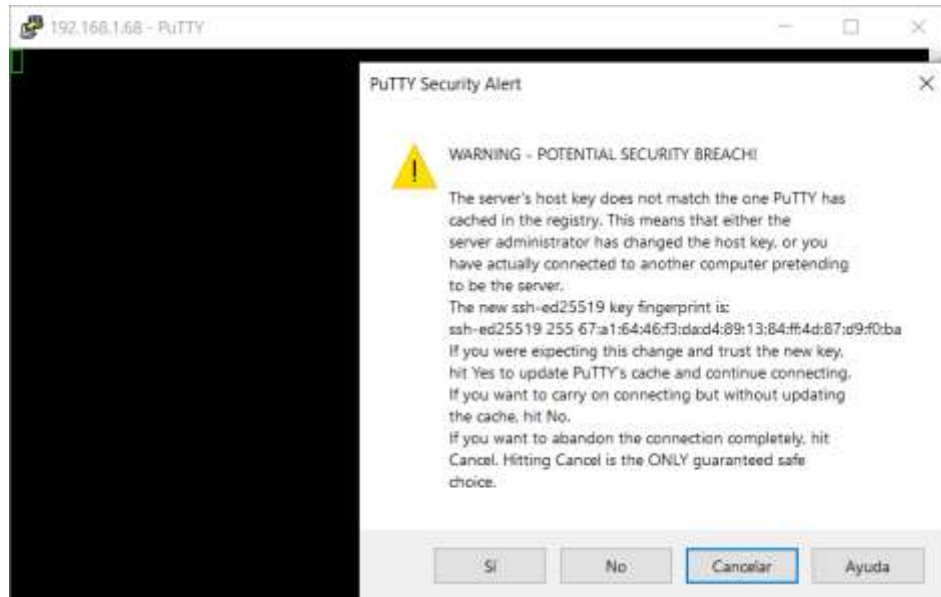 192.168.1.68 - PuTTY
PuTTY Security Alert
WARNING - POTENTIAL SECURITY BREACH!
The server's host key does not match the one PuTTY has
cached in the registry. This means that either the
server administrator has changed the host key, or you
have actually connected to another computer pretending
to be the server.
The new ssh-ed25519 key fingerprint is:
ssh-ed25519 255 67:a1:64:46:f3:da:d4:89:13:84:ff:4d:87:d9:f0:ba
If you were expecting this change and trust the new key,
hit Yes to update PuTTY's cache and continue connecting.
If you want to carry on connecting but without updating
the cache, hit No.
If you want to abandon the connection completely, hit
Cancel. Hitting Cancel is the ONLY guaranteed safe
choice.
Sí No Cancelar Ayuda